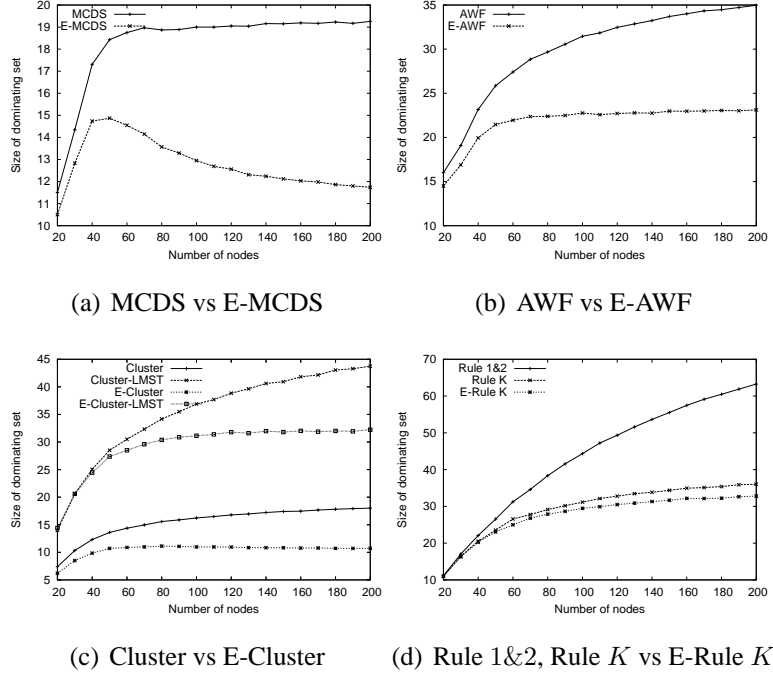 20
19
18
17
16
15
14
13
12
11
10
20 40 60 80 100 120 140 160 180 200
Size of dominating set
Number of nodes
MCDS
E-MCDS
(a) MCDS vs E-MCDS
35
30
25
20
15
10
20 40 60 80 100 120 140 160 180 200
Size of dominating set
Number of nodes
AWF
E-AWF
(b) AWF vs E-AWF
45
40
35
30
25
20
15
10
5
20 40 60 80 100 120 140 160 180 200
Size of dominating set
Number of nodes
Cluster
Cluster-LMST
E-Cluster
E-Cluster-LMST
(c) Cluster vs E-Cluster
70
60
50
40
30
20
10
20 40 60 80 100 120 140 160 180 200
Size of dominating set
Number of nodes
Rule 1&2
Rule K
E-Rule K
(d) Rule 1&2, Rule K vs E-Rule K